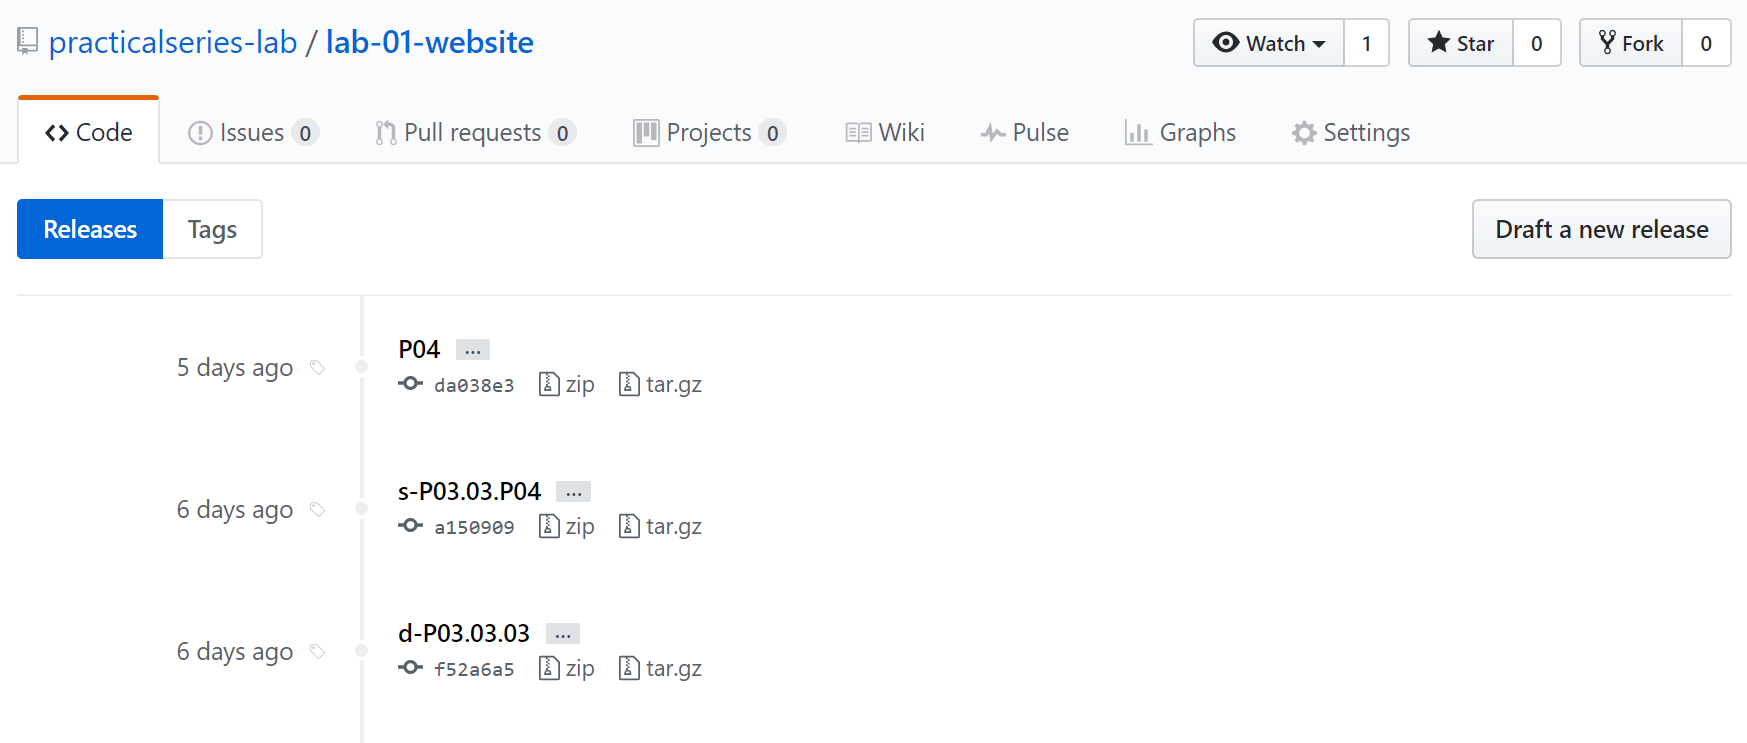 practicalseries-lab / lab-01-website Watch 1 Star 0 Fork 0
Code Issues 0 Pull requests 0 Projects 0 Wiki Pulse Graphs Settings
Releases Tags Draft a new release
P04 ...
5 days ago
da038e3 zip tar.gz
s-P03.03.P04 ...
6 days ago
a150909 zip tar.gz
d-P03.03.03 ...
6 days ago
f52a6a5 zip tar.gz